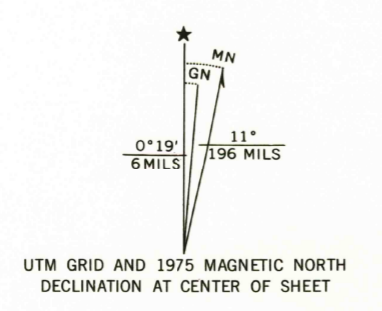 ★
MN
GN
0°19'
6 MILS
11°
196 MILS
UTM GRID AND 1975 MAGNETIC NORTH
DECLINATION AT CENTER OF SHEET